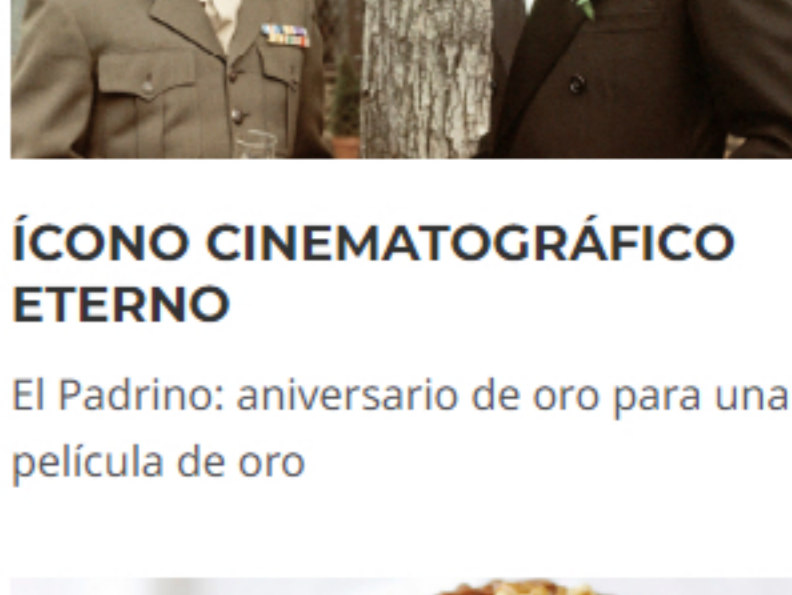 ÍCONO CINEMATOGRÁFICO
ETERNO
El Padrino: aniversario de oro para una
película de oro